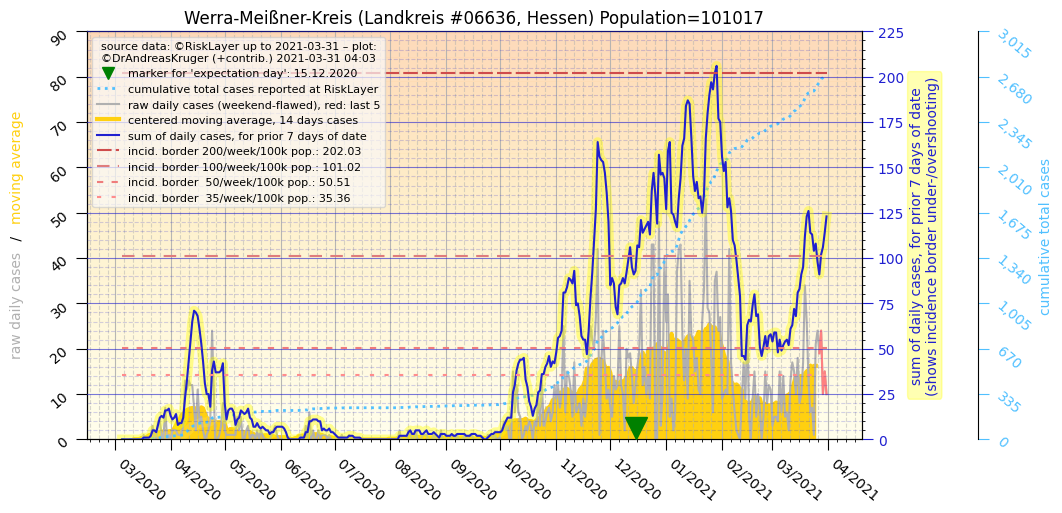 Werra-Meißner-Kreis (Landkreis #06636, Hessen) Population=101017
source data: ©RiskLayer up to 2021-03-31 – plot:
©DrAndreasKruger (+contrib.) 2021-03-31 04:03
marker for 'expectation day': 15.12.2020
cumulative total cases reported at RiskLayer
raw daily cases (weekend-flawed), red: last 5
centered moving average, 14 days cases
sum of daily cases, for prior 7 days of date
incid. border 200/week/100k pop.: 202.03
incid. border 100/week/100k pop.: 101.02
incid. border  50/week/100k pop.: 50.51
incid. border  35/week/100k pop.: 35.36
raw daily cases   /   moving average
90
80
70
60
50
40
30
20
10
0
03/2020
04/2020
05/2020
06/2020
07/2020
08/2020
09/2020
10/2020
11/2020
12/2020
01/2021
02/2021
03/2021
04/2021
225
200
175
150
125
100
75
50
25
0
sum of daily cases, for prior 7 days of date
(shows incidence border under-/overshooting)
3,015
2,680
2,345
2,010
1,675
1,340
1,005
670
335
0
cumulative total cases